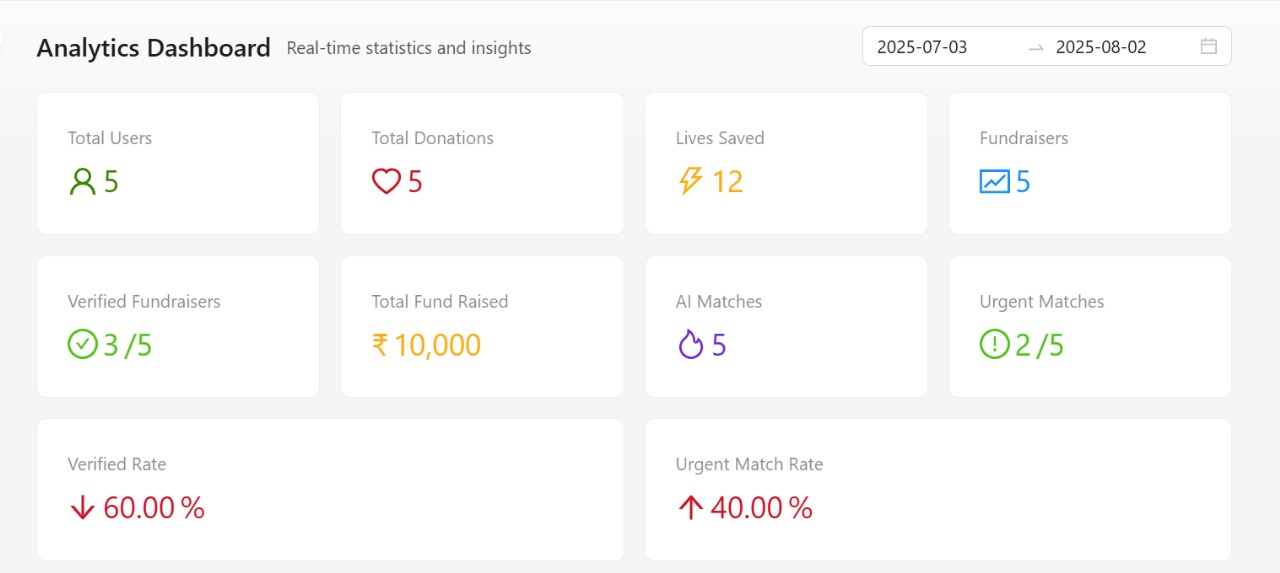 Analytics Dashboard Real-time statistics and insights 2025-07-03 → 2025-08-02
Total Users
5
Total Donations
5
Lives Saved
12
Fundraisers
5
Verified Fundraisers
3 /5
Total Fund Raised
₹ 10,000
AI Matches
5
Urgent Matches
2 /5
Verified Rate
60.00 %
Urgent Match Rate
40.00 %